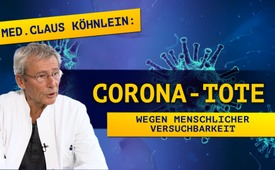 MED.CLAUS KÖHNLEIN:
CORONA-TOTE
WEGEN MENSCHLICHER
VERSUCHBARKEIT